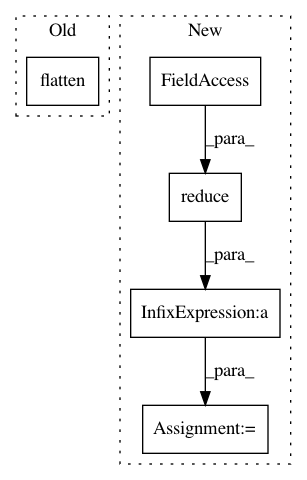 Old
New
flatten
FieldAccess
_para_
reduce
_para_
InfixExpression:a
_para_
Assignment:=